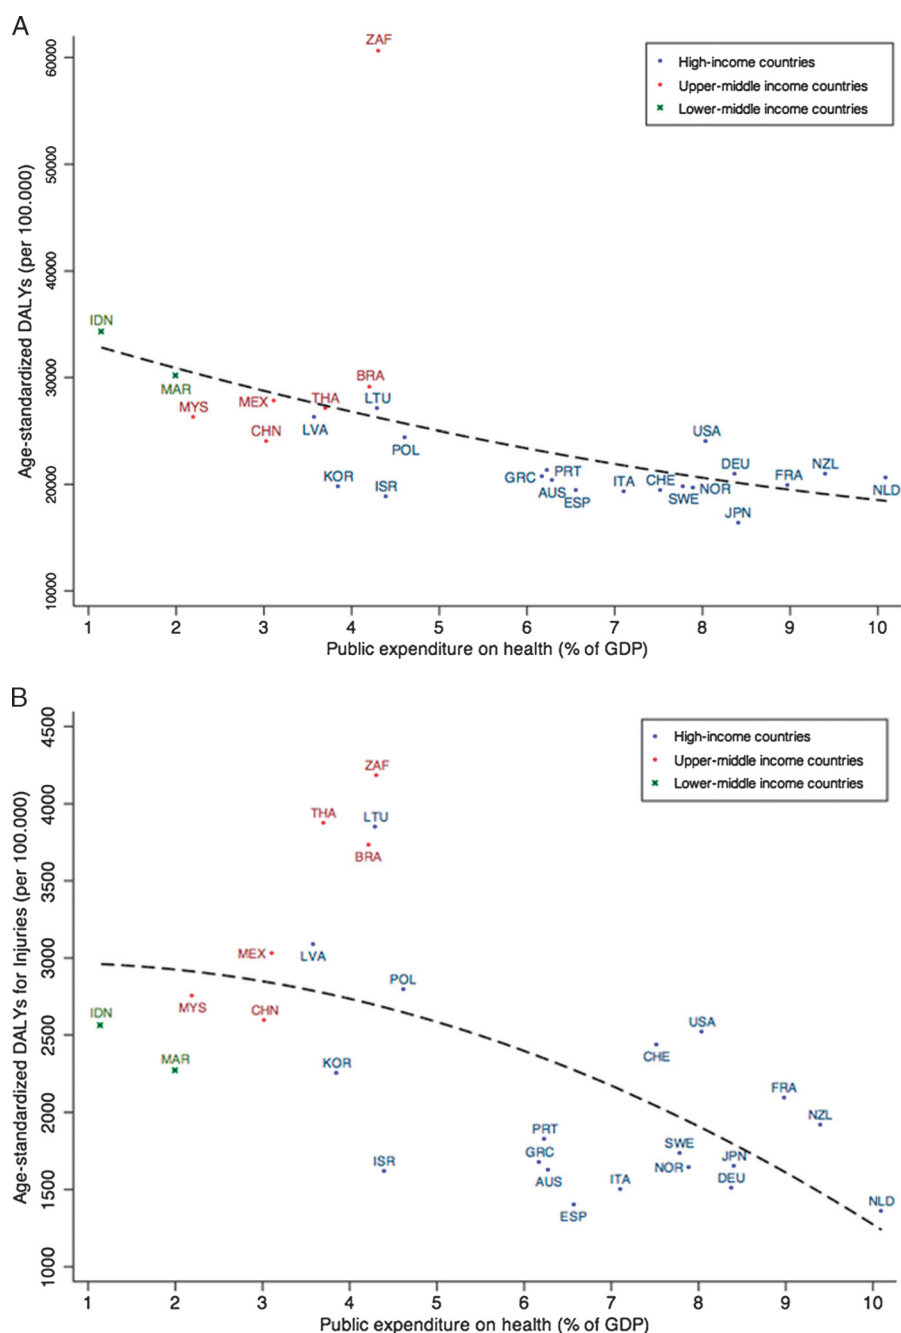 A
ZAF
High-income countries
Upper-middle income countries
Lower-middle income countries
Age-standardized DALYs (per 100.000)
60000
50000
40000
30000
20000
10000
IDN
MAR
MYS
MEX
CHN
THA
LVA
BRA
LTU
POL
KOR
ISR
GRC
PRT
AUS
ESP
ITA
CHE
SWE
NOR
USA
DEU
JPN
FRA
NZL
NLD
1 2 3 4 5 6 7 8 9 10
Public expenditure on health (% of GDP)
B
High-income countries
Upper-middle income countries
Lower-middle income countries
Age-standardized DALYs for Injuries (per 100.000)
4500
4000
3500
3000
2500
2000
1500
1000
ZAF
THA
LTU
BRA
MEX
LVA
POL
IDN
MYS
CHN
MAR
KOR
ISR
USA
CHE
FRA
NZL
PRT
GRC
AUS
ESP
ITA
SWE
NOR
JPN
DEU
NLD
1 2 3 4 5 6 7 8 9 10
Public expenditure on health (% of GDP)